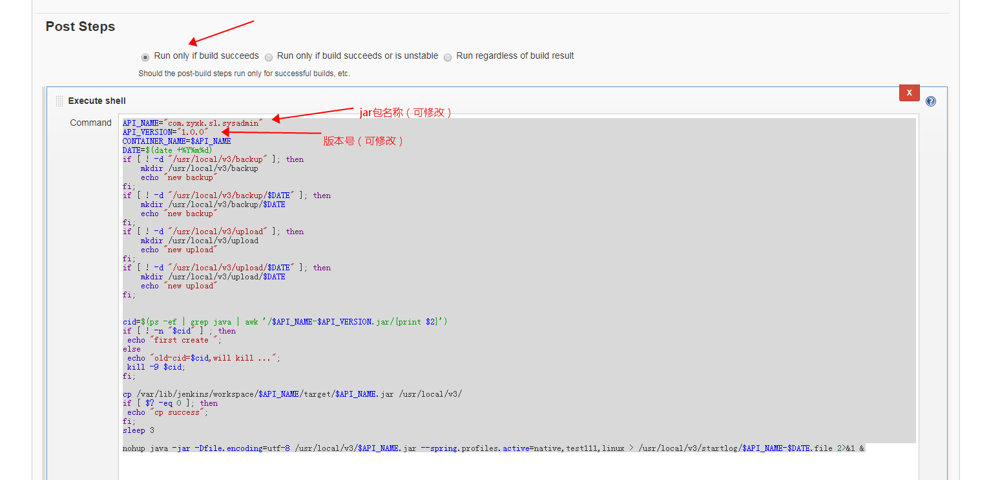 Post Steps
Run only if build succeeds Run only if build succeeds or is unstable Run regardless of build result
Should the post-build steps run only for successful builds, etc.
X
Execute shell
?
Command
jar包名称（可修改）
版本号（可修改）
API_NAME="com.zyxk.sl.sysadmin"
API_VERSION="1.0.0"
CONTAINER_NAME=$API_NAME
DATE=$(date +%Y%m%d)
if [ ! -d "/usr/local/v3/backup" ]; then
    mkdir /usr/local/v3/backup
    echo "new backup"
fi;
if [ ! -d "/usr/local/v3/backup/$DATE" ]; then
    mkdir /usr/local/v3/backup/$DATE
    echo "new backup"
fi;
if [ ! -d "/usr/local/v3/upload" ]; then
    mkdir /usr/local/v3/upload
    echo "new upload"
fi;
if [ ! -d "/usr/local/v3/upload/$DATE" ]; then
    mkdir /usr/local/v3/upload/$DATE
    echo "new upload"
fi;
cid=$(ps -ef | grep java | awk '/$API_NAME-$API_VERSION.jar/{print $2}')
if [ ! -n "$cid" ] ; then
 echo "first create ";
else
 echo "old-cid=$cid,will kill ...";
 kill -9 $cid;
fi;
cp /var/lib/jenkins/workspace/$API_NAME/target/$API_NAME.jar /usr/local/v3/
if [ $? -eq 0 ]; then
 echo "cp success";
fi;
sleep 3
nohup java -jar -Dfile.encoding=utf-8 /usr/local/v3/$API_NAME.jar --spring.profiles.active=native,test111,linux > /usr/local/v3/startlog/$API_NAME-$DATE.file 2>&1 &